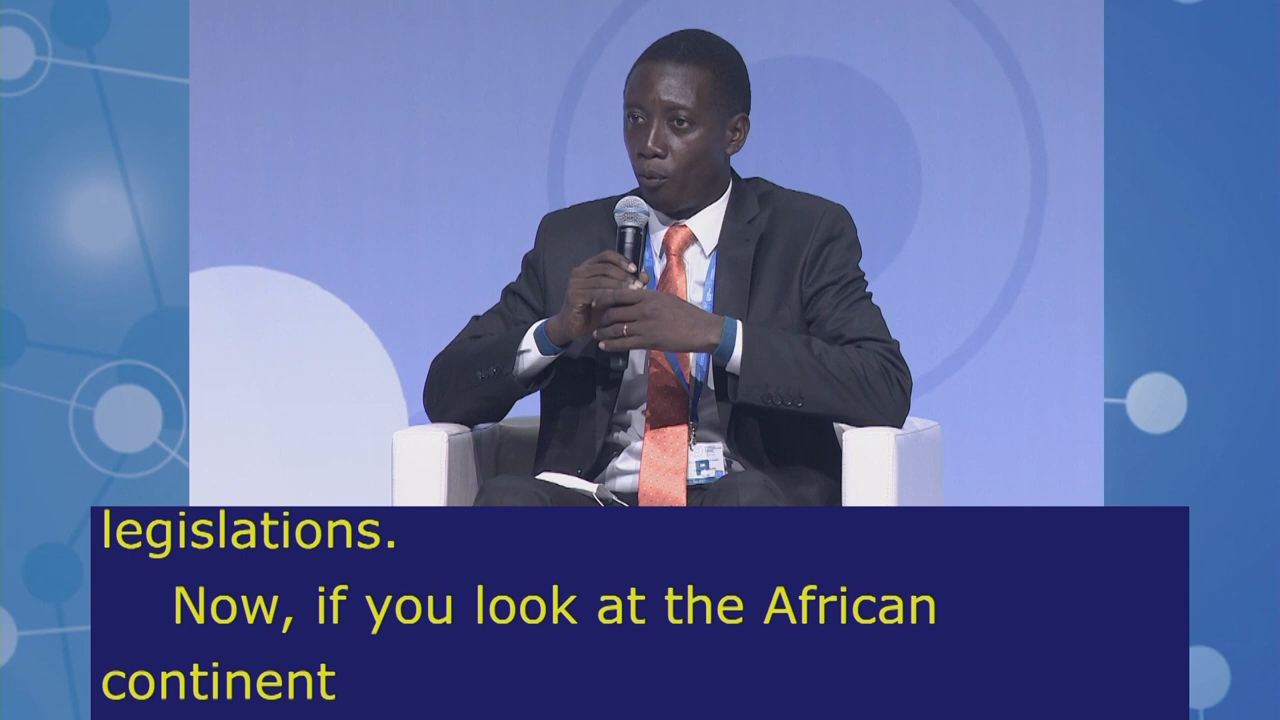 legislations.
Now, if you look at the African
continent